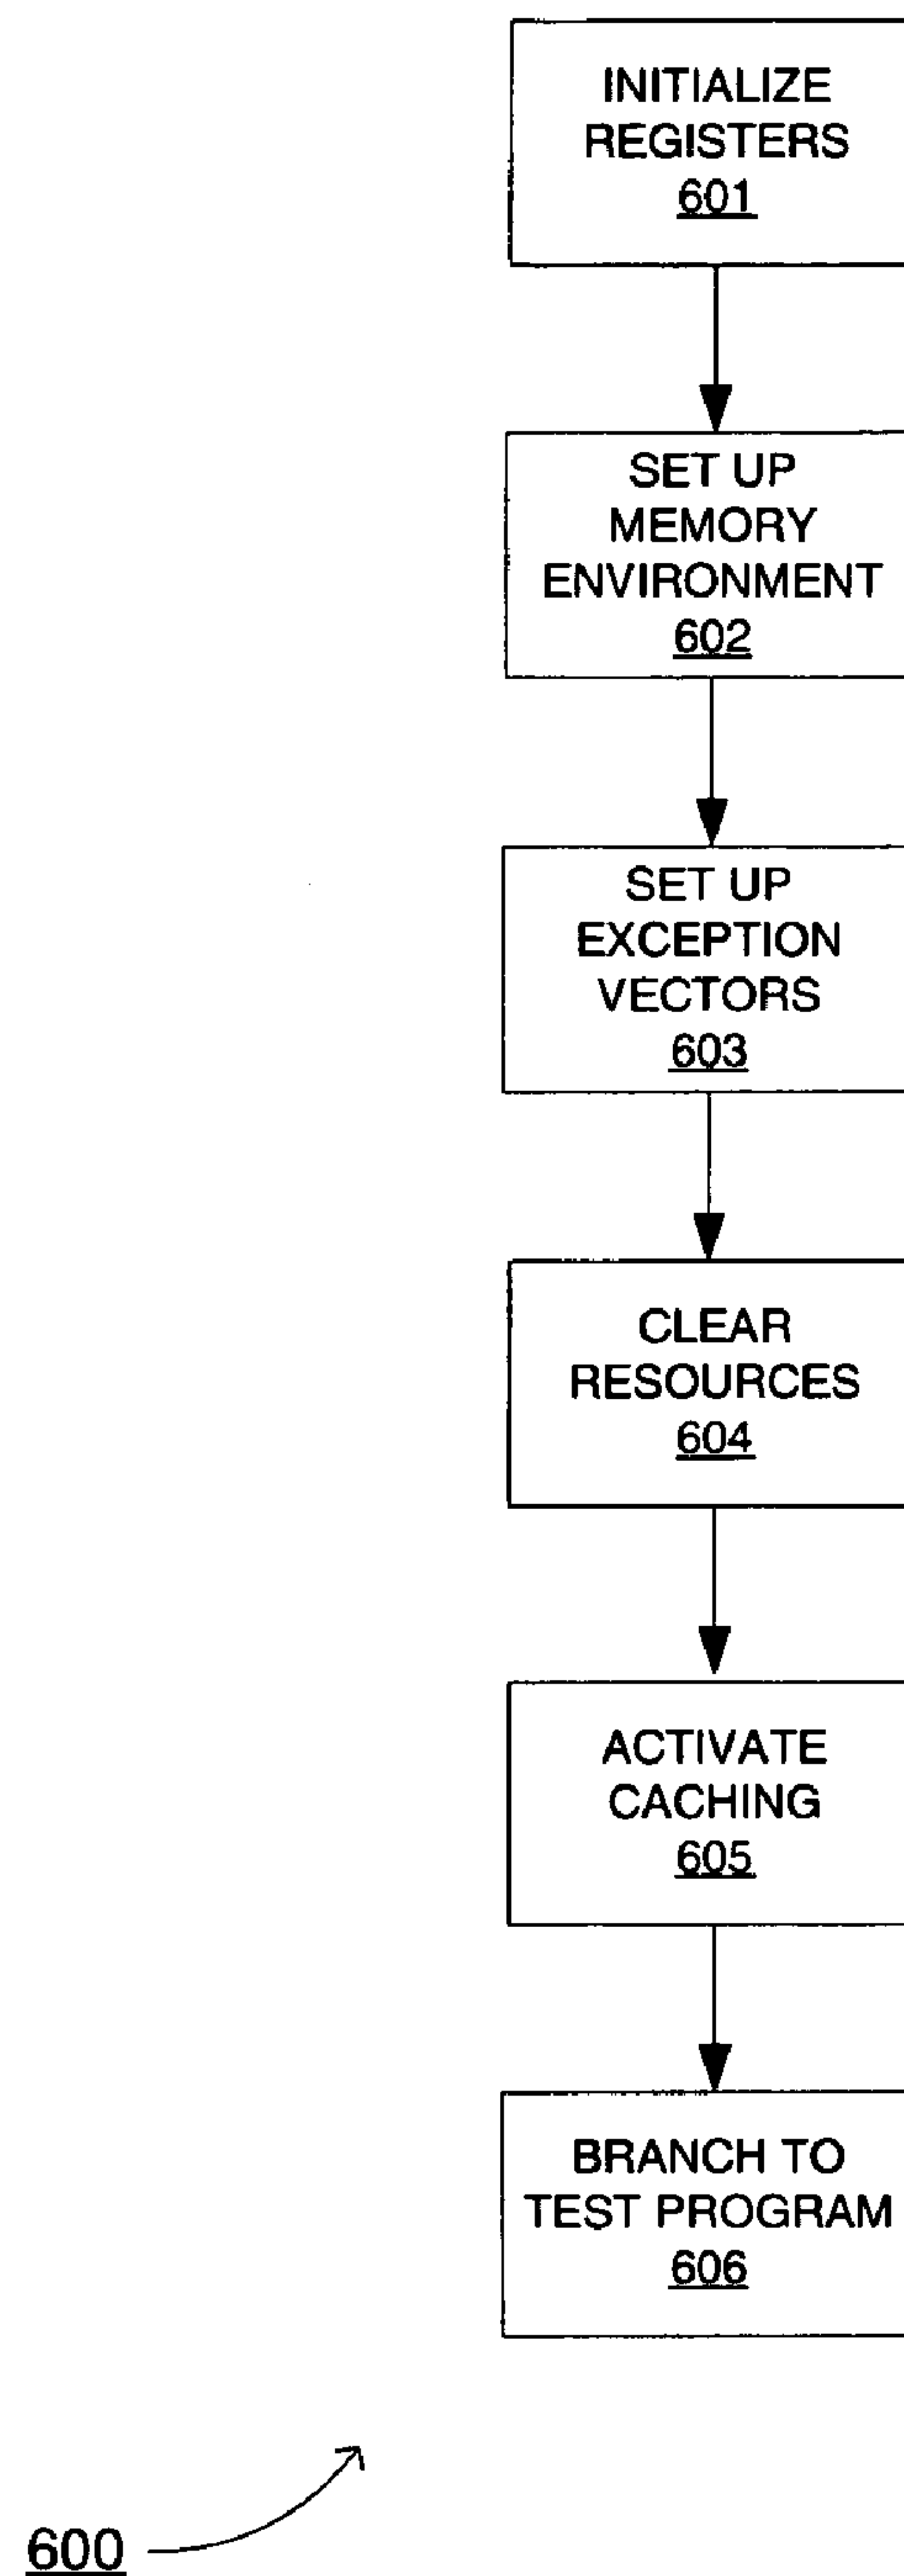 INITIALIZE
REGISTERS
601
SET UP
MEMORY
ENVIRONMENT
602
SET UP
EXCEPTION
VECTORS
603
CLEAR
RESOURCES
604
ACTIVATE
CACHING
605
BRANCH TO
TEST PROGRAM
606
600